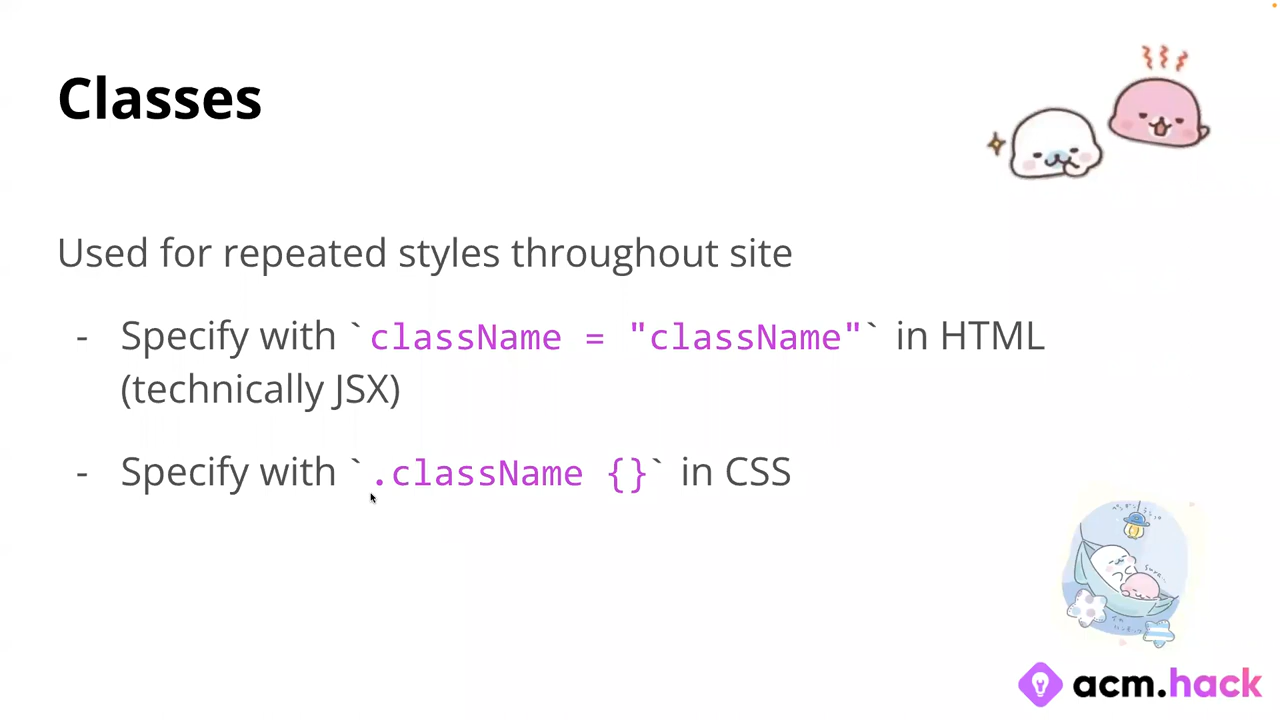 Classes
Used for repeated styles throughout site
- Specify with `className = "className"` in HTML
(technically JSX)
- Specify with `.className {}` in CSS
acm.hack